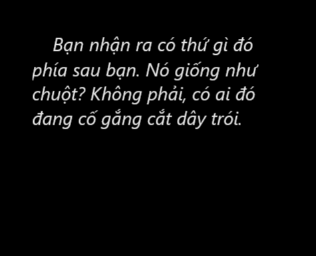 Bạn nhận ra có thứ gì đó
phía sau bạn. Nó giống như
chuột? Không phải, có ai đó
đang cố gắng cắt dây trói.